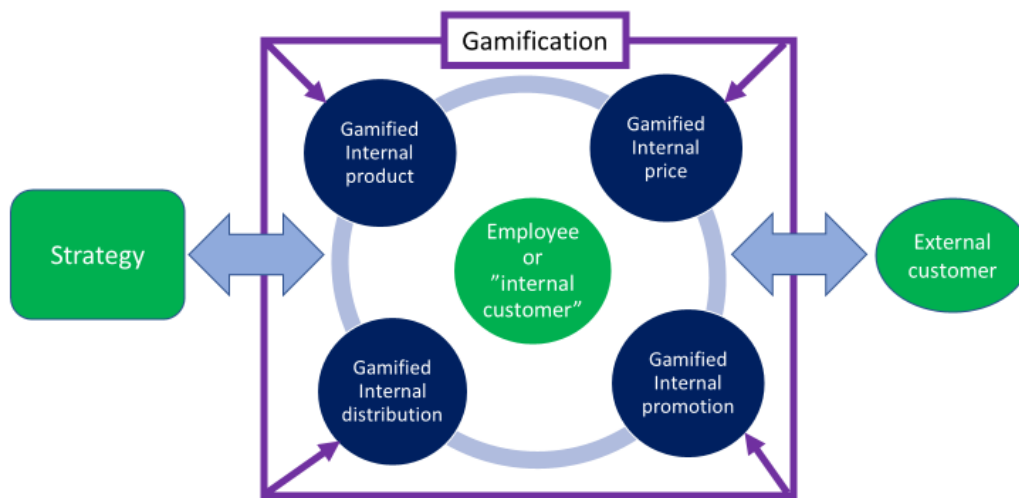 Gamification
Gamified
Internal
product
Gamified
Internal
price
Strategy
Employee
or
”internal
customer”
External
customer
Gamified
Internal
distribution
Gamified
Internal
promotion